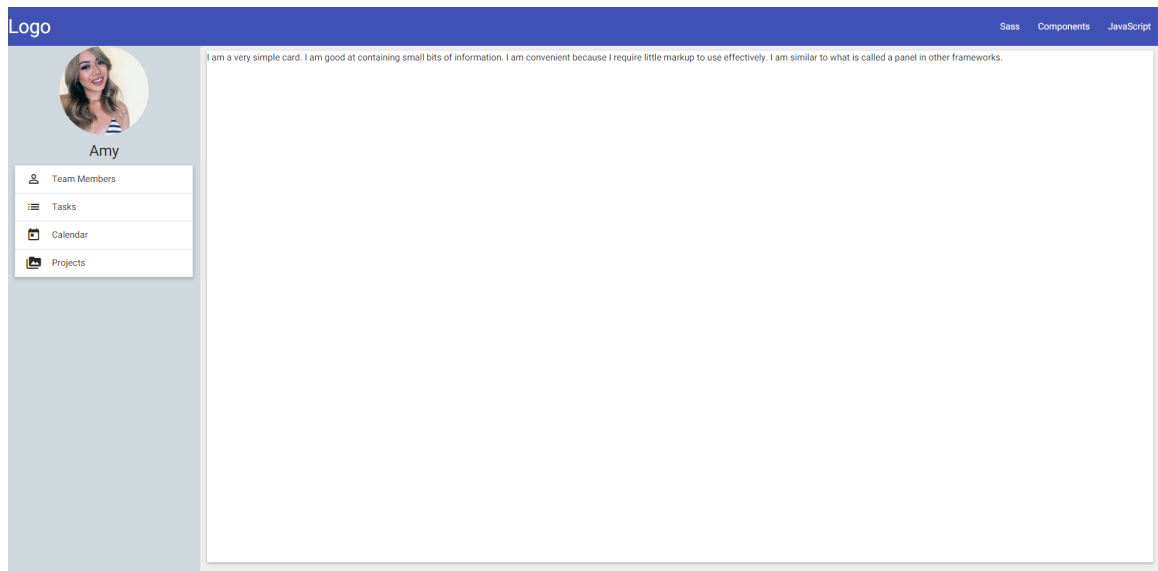 Logo
Sass Components JavaScript
I am a very simple card. I am good at containing small bits of information. I am convenient because I require little markup to use effectively. I am similar to what is called a panel in other frameworks.
Amy
Team Members
Tasks
Calendar
Projects